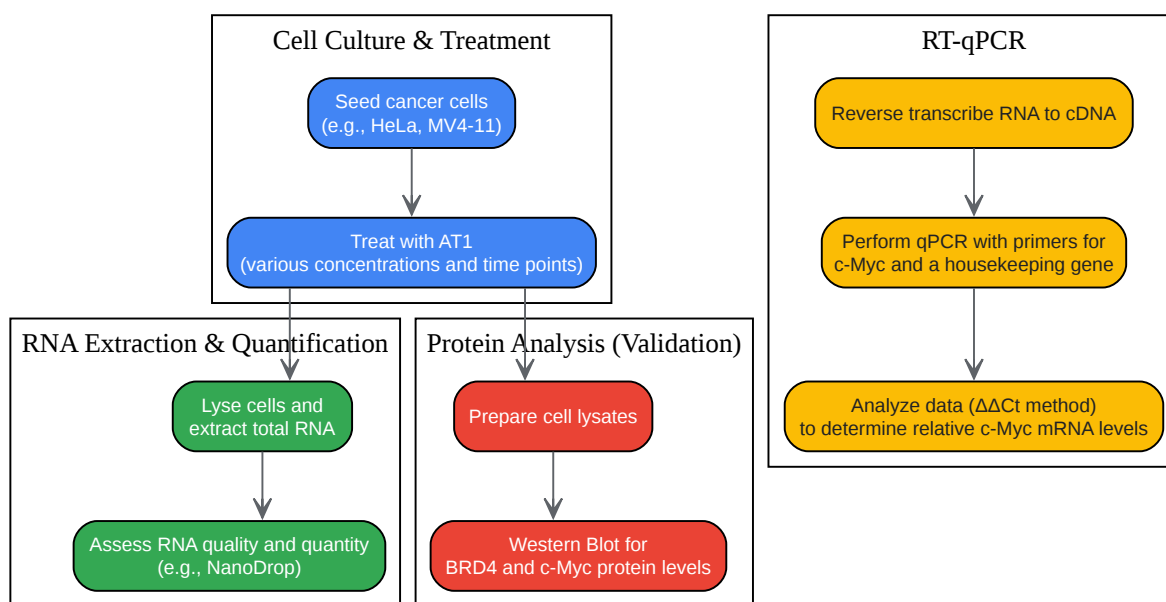 Cell Culture & Treatment
Seed cancer cells
(e.g., HeLa, MV4-11)
Treat with AT1
(various concentrations and time points)
RNA Extraction & Quantification
Lyse cells and
extract total RNA
Assess RNA quality and quantity
(e.g., NanoDrop)
Protein Analysis (Validation)
Prepare cell lysates
Western Blot for
BRD4 and c-Myc protein levels
RT-qPCR
Reverse transcribe RNA to cDNA
Perform qPCR with primers for
c-Myc and a housekeeping gene
Analyze data (ΔΔCt method)
to determine relative c-Myc mRNA levels